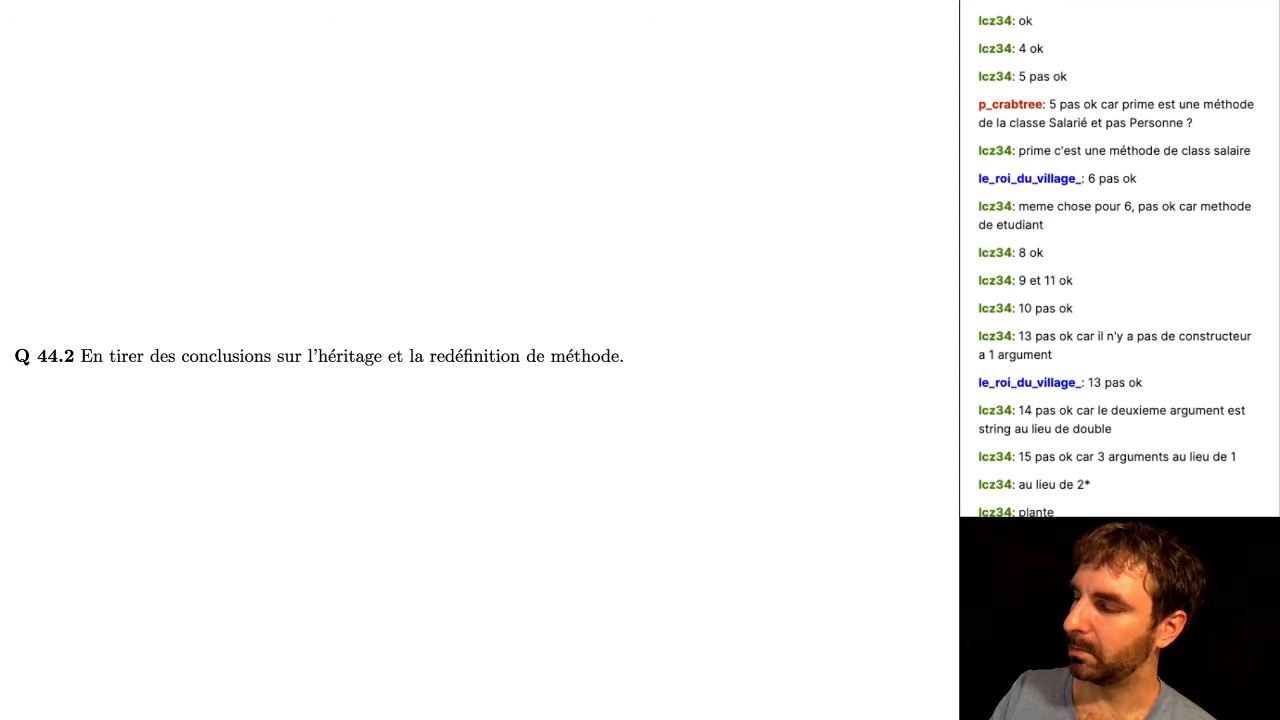 Q 44.2 En tirer des conclusions sur l'héritage et la redéfinition de méthode.
lcz34: ok
lcz34: 4 ok
lcz34: 5 pas ok
p_crabtree: 5 pas ok car prime est une méthode
de la classe Salarié et pas Personne ?
lcz34: prime c'est une méthode de class salaire
le_roi_du_village_: 6 pas ok
lcz34: meme chose pour 6, pas ok car methode
de etudiant
lcz34: 8 ok
lcz34: 9 et 11 ok
lcz34: 10 pas ok
lcz34: 13 pas ok car il n'y a pas de constructeur
a 1 argument
le_roi_du_village_: 13 pas ok
lcz34: 14 pas ok car le deuxieme argument est
string au lieu de double
lcz34: 15 pas ok car 3 arguments au lieu de 1
lcz34: au lieu de 2*
lcz34: plante